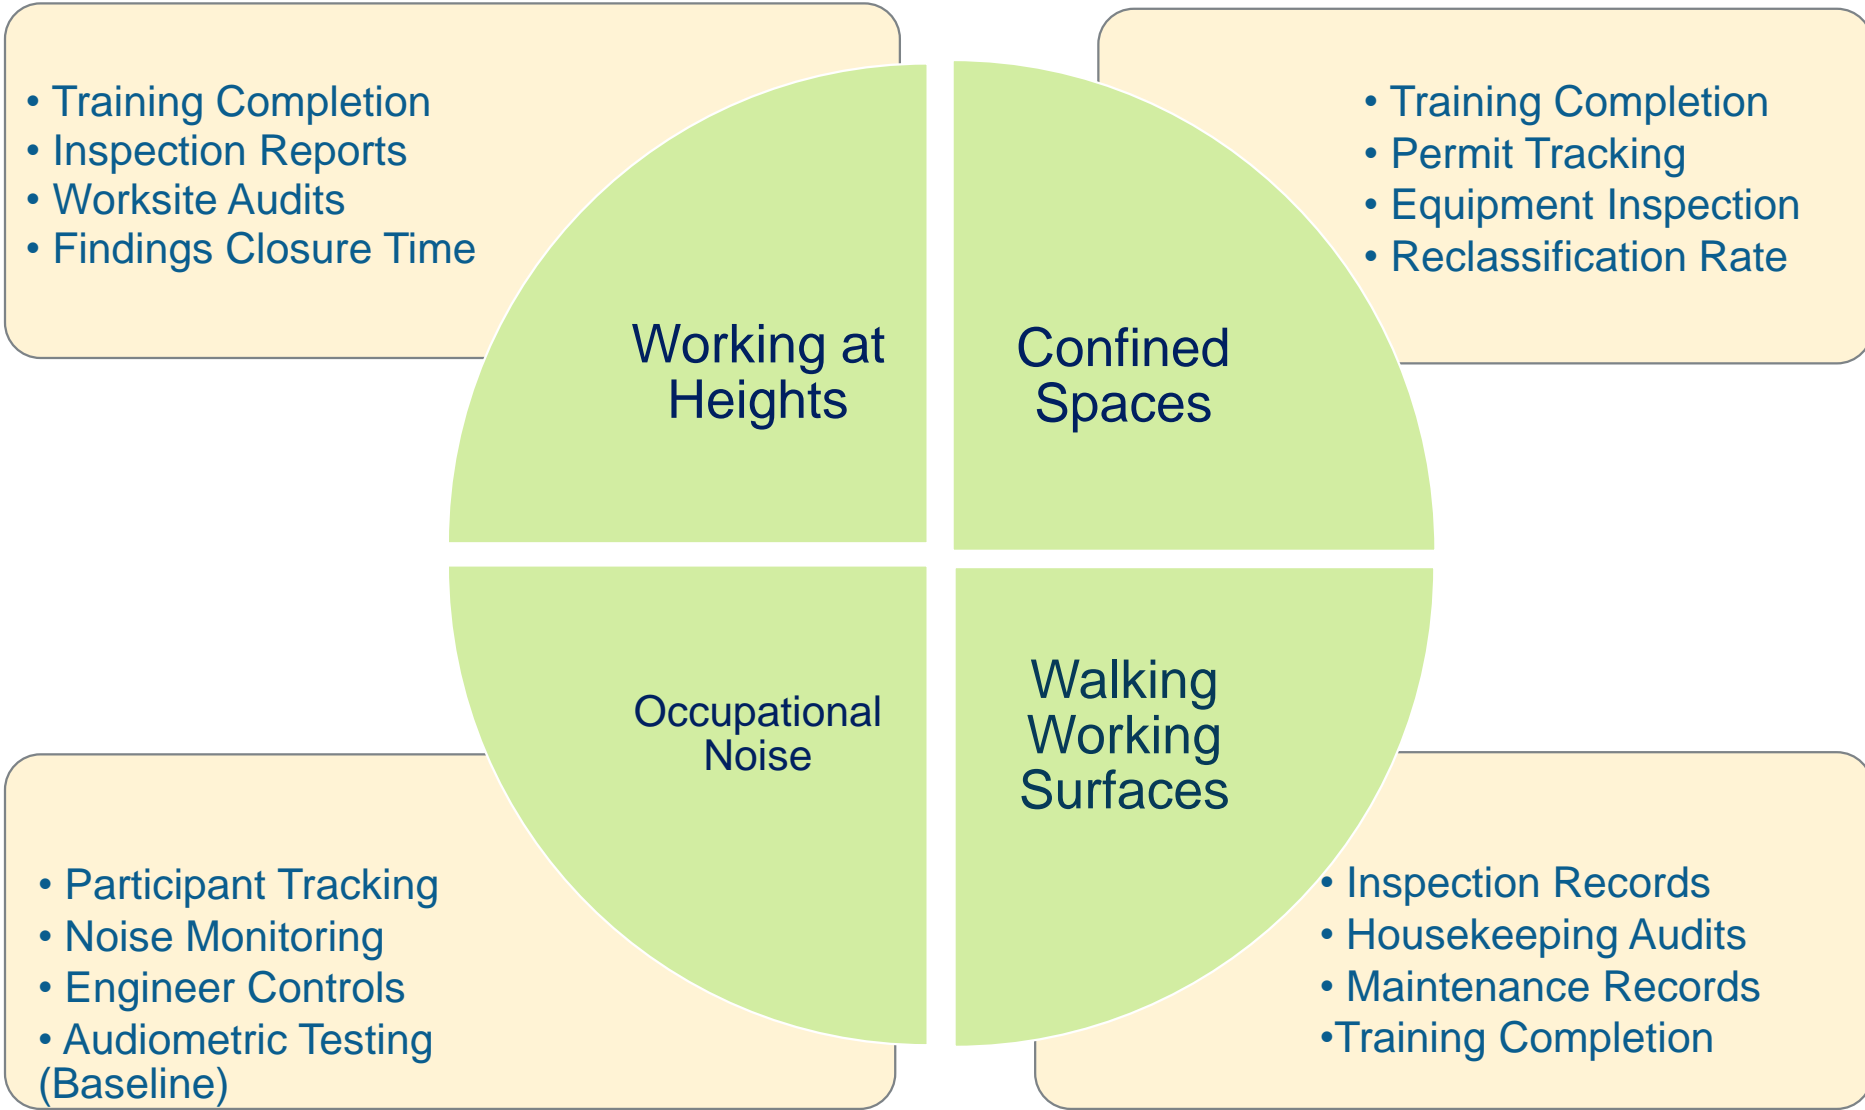 • Training Completion
• Inspection Reports
• Worksite Audits
• Findings Closure Time
• Training Completion
• Permit Tracking
• Equipment Inspection
• Reclassification Rate
Working at
Heights
Confined
Spaces
Occupational
Noise
Walking
Working
Surfaces
• Participant Tracking
• Noise Monitoring
• Engineer Controls
• Audiometric Testing
(Baseline)
• Inspection Records
• Housekeeping Audits
• Maintenance Records
•Training Completion